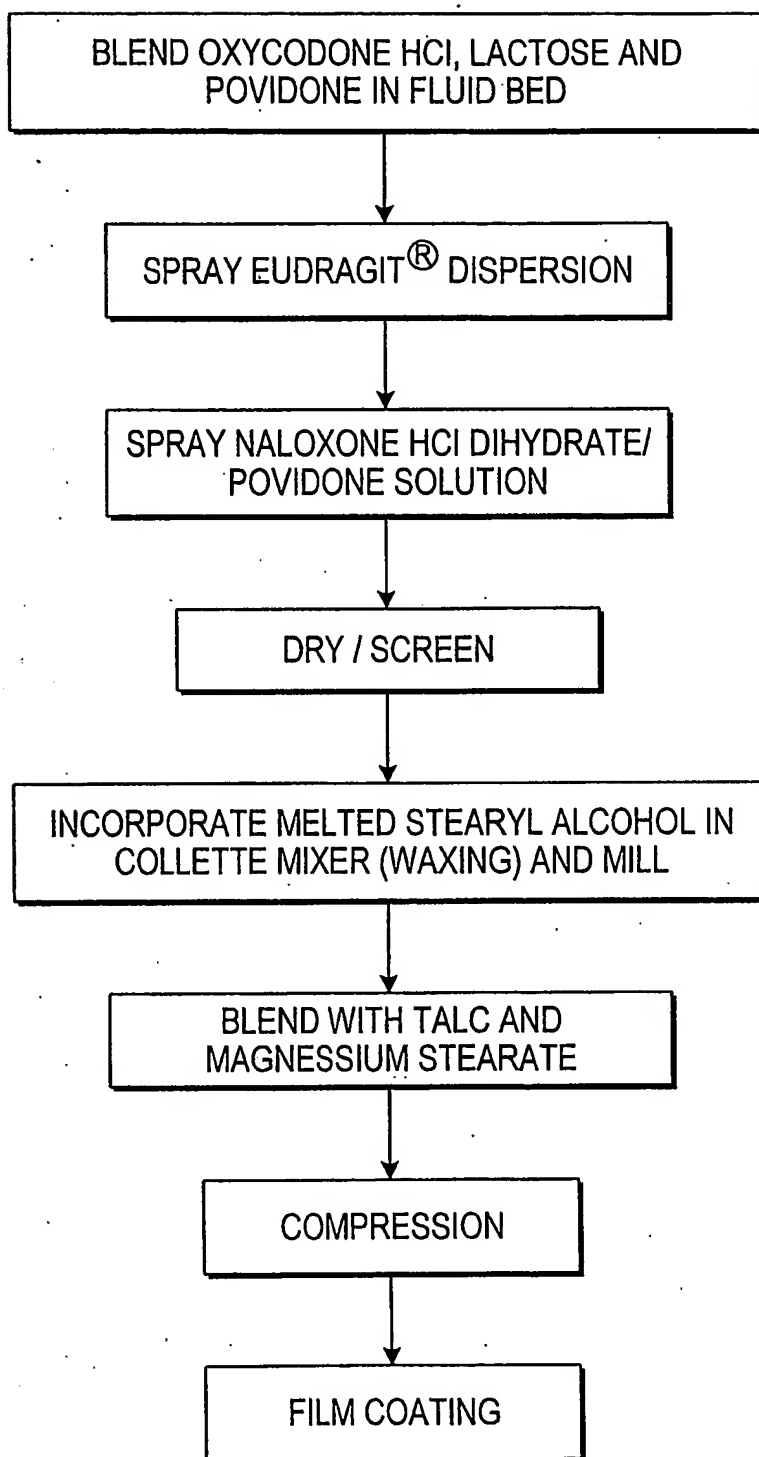 BLEND OXYCODONE HCl, LACTOSE AND
POVIDONE IN FLUID BED
SPRAY EUDRAGIT® DISPERSION
SPRAY NALOXONE HCl DIHYDRATE/
POVIDONE SOLUTION
DRY / SCREEN
INCORPORATE MELTED STEARYL ALCOHOL IN
COLLETTE MIXER (WAXING) AND MILL
BLEND WITH TALC AND
MAGNESSIUM STEARATE
COMPRESSION
FILM COATING